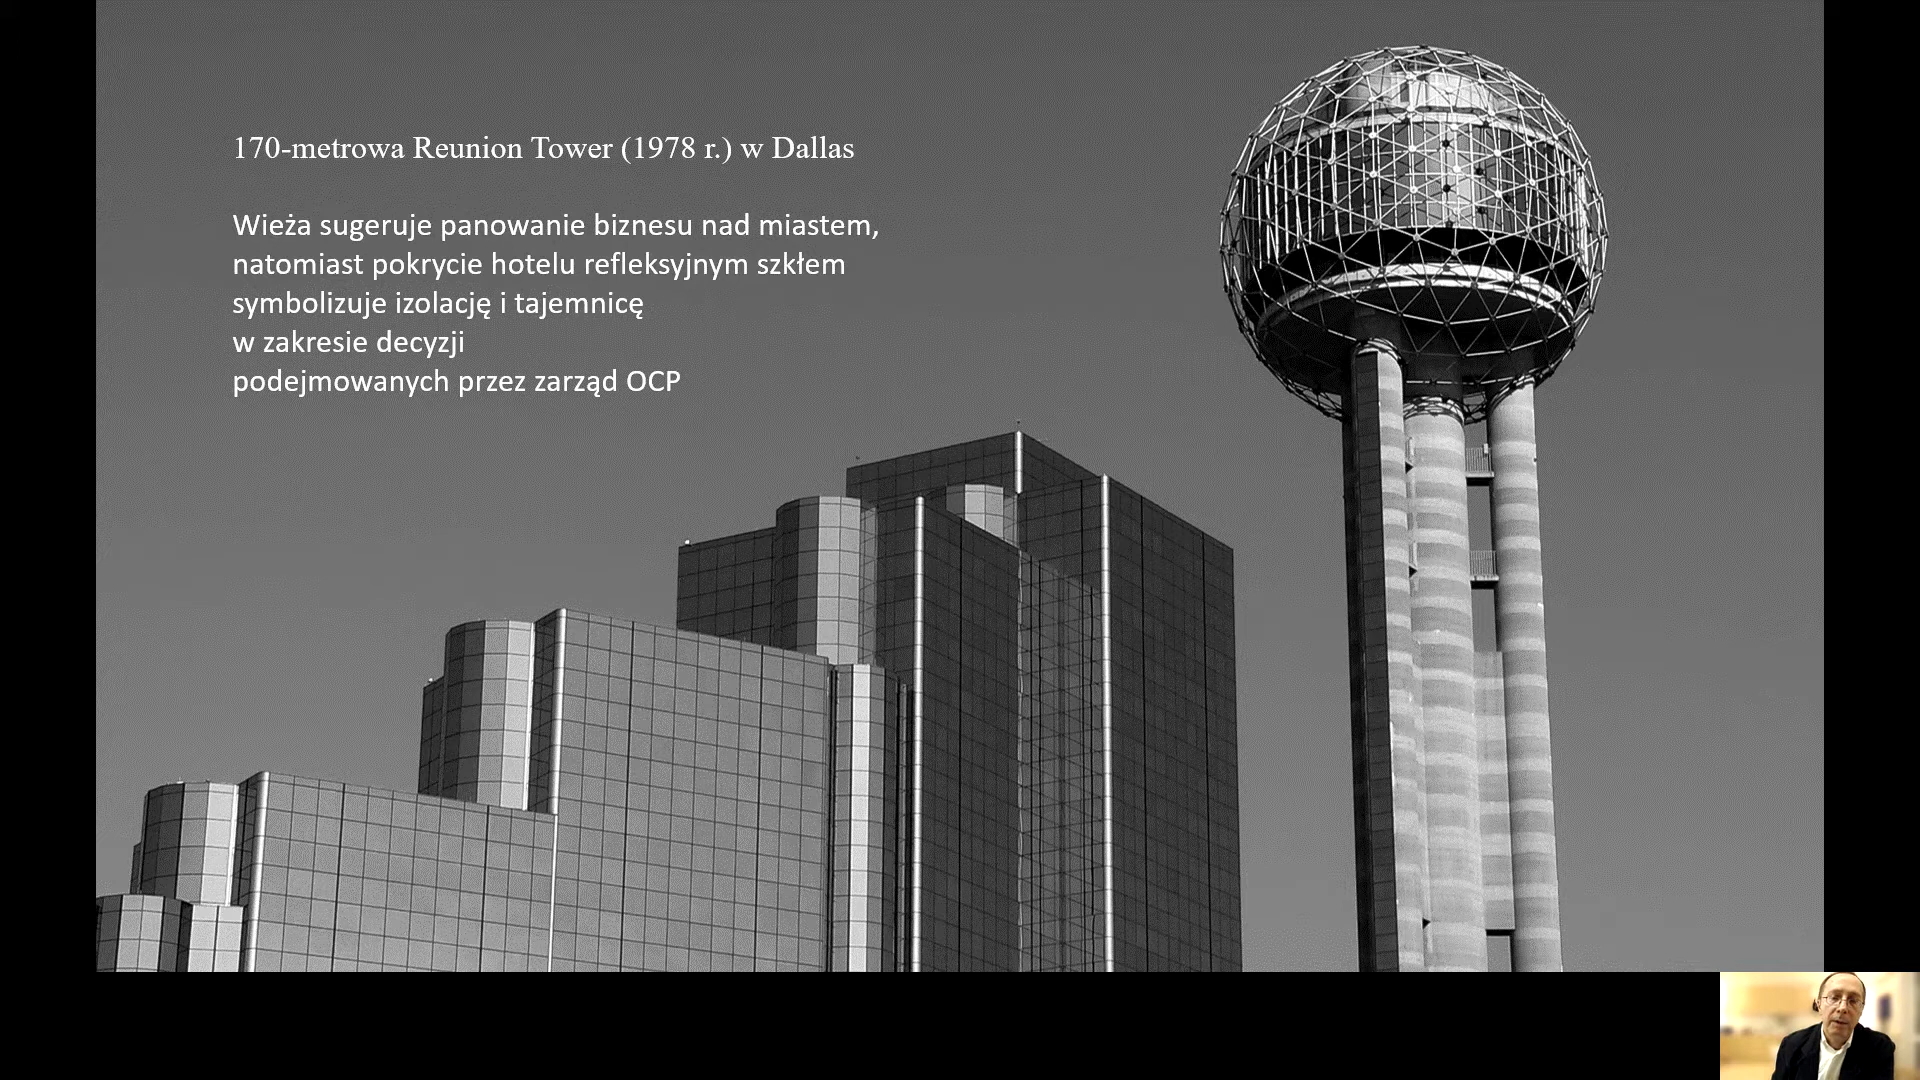 170-metrowa Reunion Tower (1978 r.) w Dallas
Wieża sugeruje panowanie biznesu nad miastem,
natomiast pokrycie hotelu refleksyjnym szkłem
symbolizuje izolację i tajemnicę
w zakresie decyzji
podejmowanych przez zarząd OCP